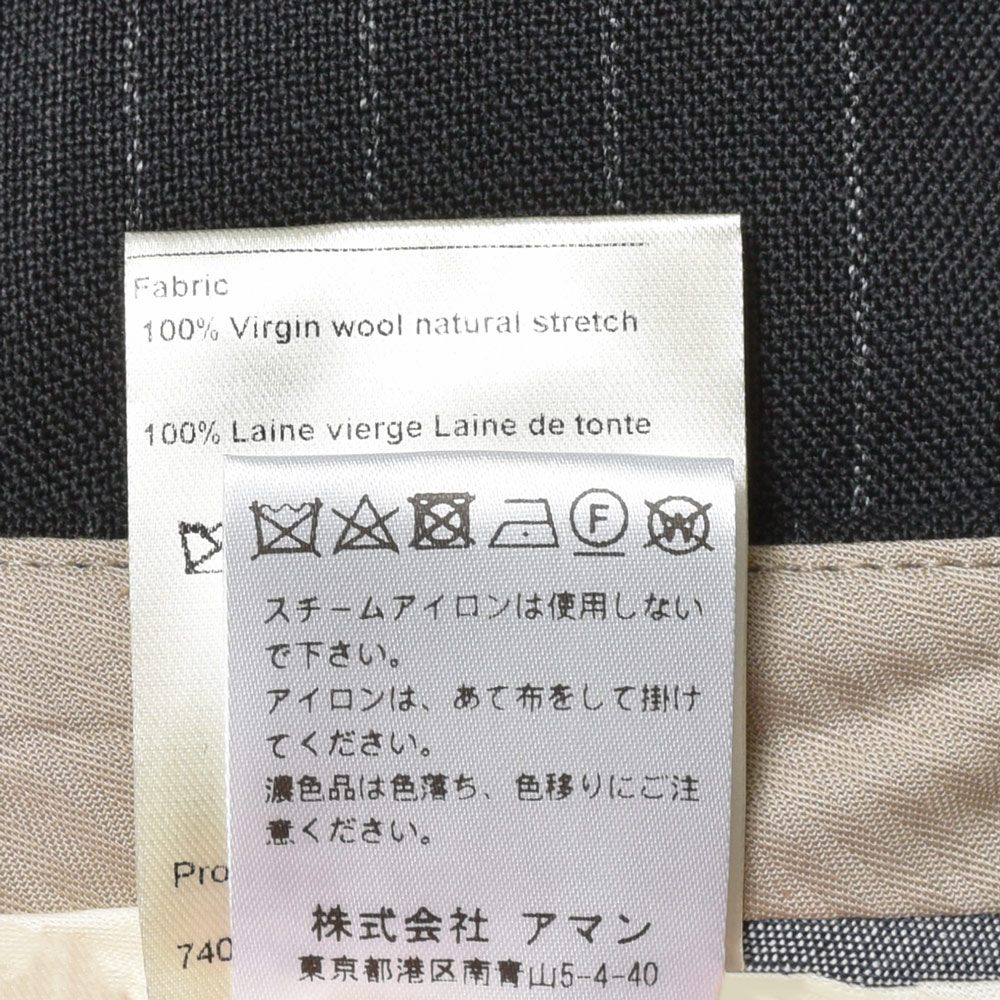 Fabric
100% Virgin wool natural stretch
100% Laine vierge Laine de tonte
F
W
スチームアイロンは使用しない
で下さい。
アイロンは、あて布をして掛け
てください。
濃色品は色落ち、色移りにご注
意ください。
Pro
株式会社 アマン
740
東京都港区南青山5-4-40